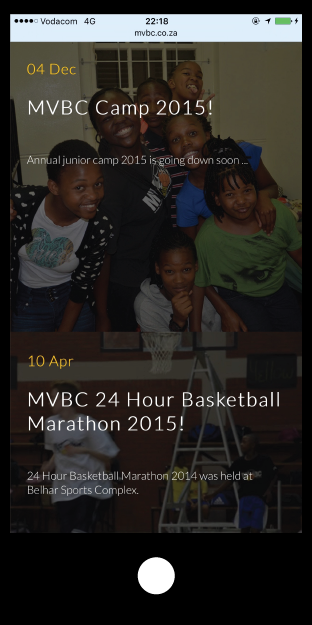 Vodacom 4G 22:18
mvbc.co.za
04 Dec
MVBC Camp 2015!
Annual junior camp 2015 is going down soon ...
10 Apr
MVBC 24 Hour Basketball
Marathon 2015!
24 Hour Basketball Marathon 2014 was held at
Belhar Sports Complex.